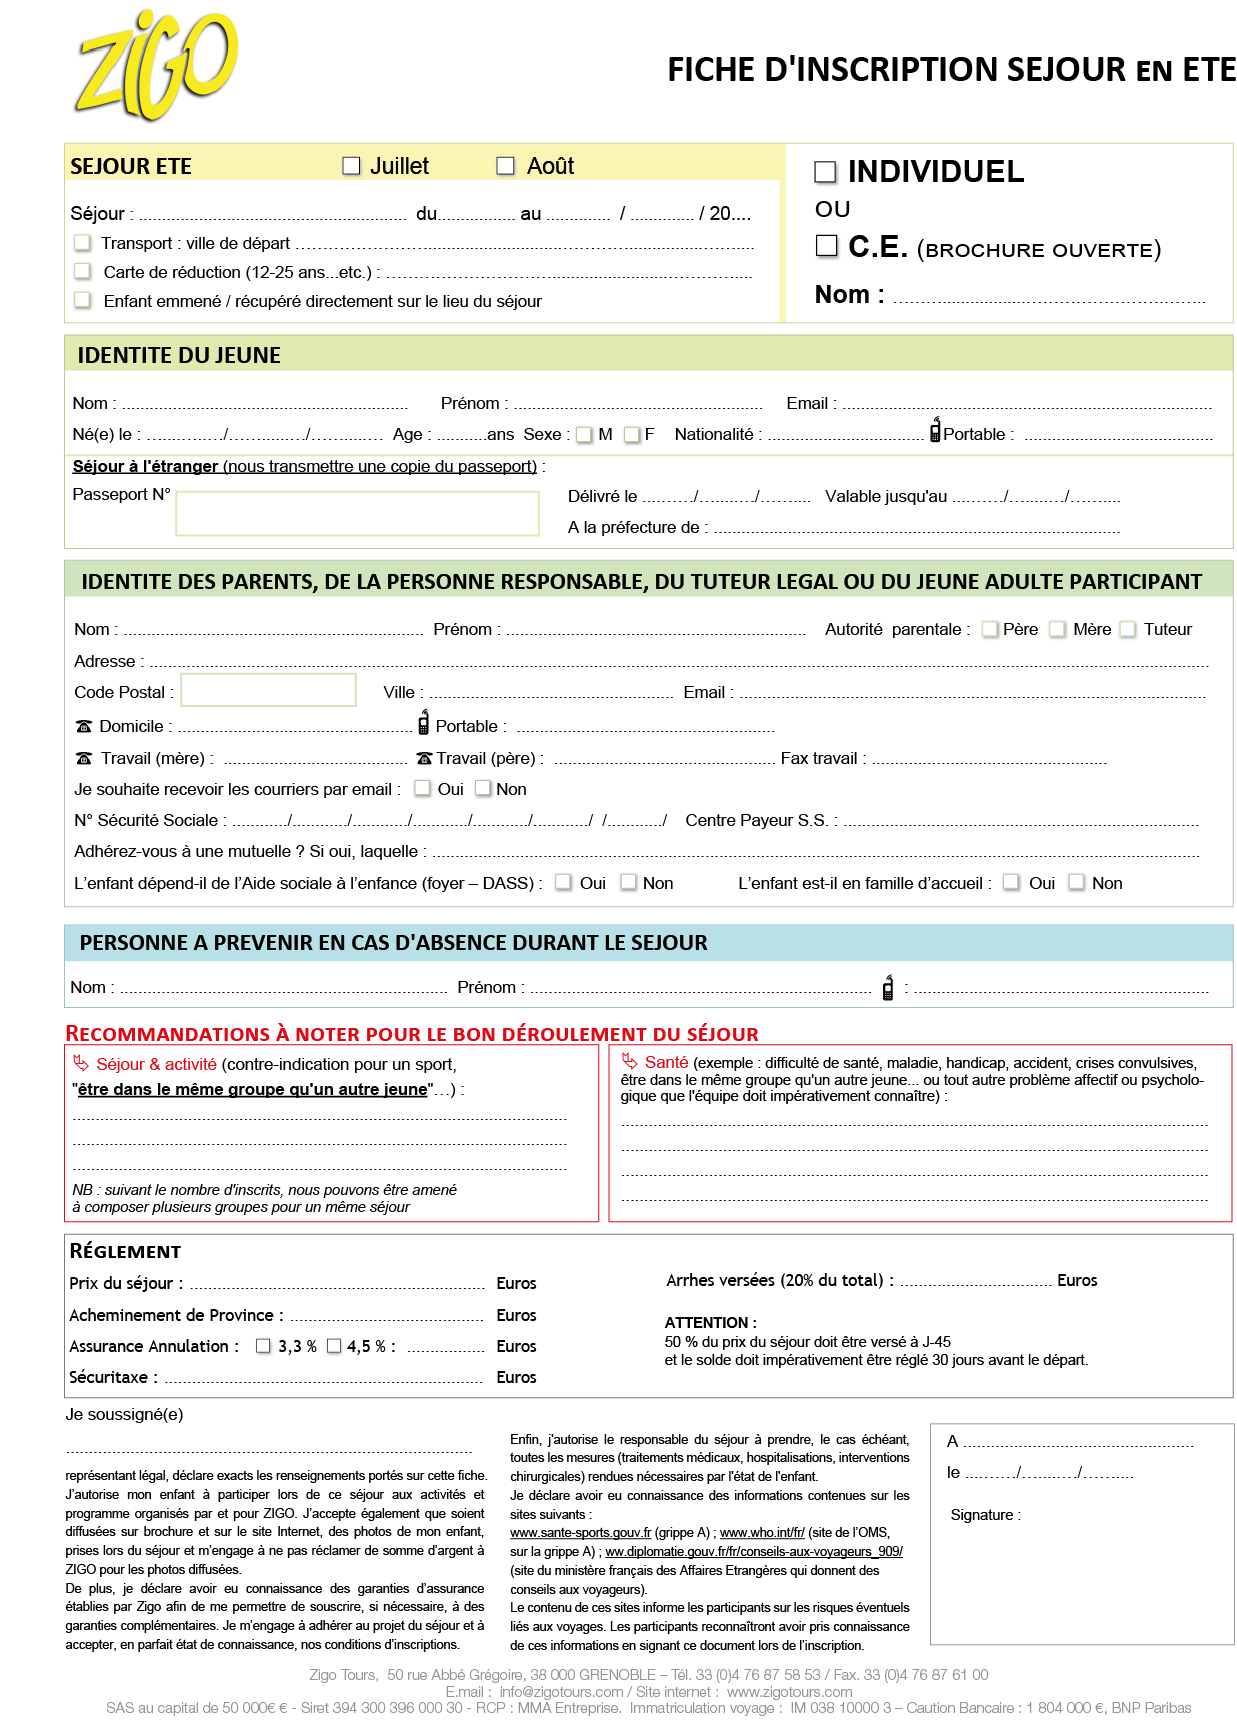 ZiGO
FICHE D'INSCRIPTION SEJOUR EN ETE
SEJOUR ETE Juillet Août
Séjour : .......................................................... du................. au .............. / .............. / 20....
Transport : ville de départ ..........................................................................................
Carte de réduction (12-25 ans...etc.) : ..................................................................
Enfant emmené / récupéré directement sur le lieu du séjour
INDIVIDUEL
OU
C.E. (BROCHURE OUVERTE)
Nom : ..................................................................
IDENTITE DU JEUNE
Nom : .............................................................. Prénom : ...................................................... Email : ................................................................................
Né(e) le : ................/................/................ Age : ...........ans Sexe : M F Nationalité : .................................. Portable : .........................................
Séjour à l'étranger (nous transmettre une copie du passeport) :
Passeport N° Délivré le .........../........../........... Valable jusqu'au .........../........../...........
A la préfecture de : ........................................................................................
IDENTITE DES PARENTS, DE LA PERSONNE RESPONSABLE, DU TUTEUR LEGAL OU DU JEUNE ADULTE PARTICIPANT
Nom : ................................................................. Prénom : ................................................................. Autorité parentale : Père Mère Tuteur
Adresse : ....................................................................................................................................................................................
Code Postal : Ville : ..................................................... Email : .....................................................................................................
Domicile : ................................................... Portable : ........................................................
Travail (mère) : ........................................ Travail (père) : ................................................ Fax travail : ...................................................
Je souhaite recevoir les courriers par email : Oui Non
N° Sécurité Sociale : ............/............/............/............/............/............/ /............/ Centre Payeur S.S. : .............................................................................
Adhérez-vous à une mutuelle ? Si oui, laquelle : ......................................................................................................................................
L’enfant dépend-il de l’Aide sociale à l’enfance (foyer – DASS) : Oui Non L’enfant est-il en famille d’accueil : Oui Non
PERSONNE A PREVENIR EN CAS D'ABSENCE DURANT LE SEJOUR
Nom : ....................................................................... Prénom : .......................................................................... : ................................................................
RECOMMANDATIONS À NOTER POUR LE BON DÉROULEMENT DU SÉJOUR
Séjour & activité (contre-indication pour un sport,
"être dans le même groupe qu'un autre jeune"…) :
..........................................................................................................
..........................................................................................................
..........................................................................................................
NB : suivant le nombre d'inscrits, nous pouvons être amené
à composer plusieurs groupes pour un même séjour
Santé (exemple : difficulté de santé, maladie, handicap, accident, crises convulsives,
être dans le même groupe qu'un autre jeune... ou tout autre problème affectif ou psycholo-
gique que l'équipe doit impérativement connaître) :
..............................................................................................................................
..............................................................................................................................
..............................................................................................................................
..............................................................................................................................
RÉGLEMENT
Prix du séjour : ................................................................ Euros
Acheminement de Province : .......................................... Euros
Assurance Annulation : 3,3 % 4,5 % : ................. Euros
Sécuritaxe : ..................................................................... Euros
Arrhes versées (20% du total) : ................................. Euros
ATTENTION :
50 % du prix du séjour doit être versé à J-45
et le solde doit impérativement être réglé 30 jours avant le départ.
Je soussigné(e)
.......................................................................................
représentant légal, déclare exacts les renseignements portés sur cette fiche.
J’autorise mon enfant à participer lors de ce séjour aux activités et
programme organisés par et pour ZIGO. J’accepte également que soient
diffusées sur brochure et sur le site Internet, des photos de mon enfant,
prises lors du séjour et m’engage à ne pas réclamer de somme d’argent à
ZIGO pour les photos diffusées.
De plus, je déclare avoir eu connaissance des garanties d’assurance
établies par Zigo afin de me permettre de souscrire, si nécessaire, à des
garanties complémentaires. Je m’engage à adhérer au projet du séjour et à
accepter, en parfait état de connaissance, nos conditions d’inscriptions.
Enfin, j'autorise le responsable du séjour à prendre, le cas échéant,
toutes les mesures (traitements médicaux, hospitalisations, interventions
chirurgicales) rendues nécessaires par l'état de l'enfant.
Je déclare avoir eu connaissance des informations contenues sur les
sites suivants :
www.sante-sports.gouv.fr (grippe A) ; www.who.int/fr/ (site de l’OMS,
sur la grippe A) ; ww.diplomatie.gouv.fr/fr/conseils-aux-voyageurs_909/
(site du ministère français des Affaires Etrangères qui donnent des
conseils aux voyageurs).
Le contenu de ces sites informe les participants sur les risques éventuels
liés aux voyages. Les participants reconnaîtront avoir pris connaissance
de ces informations en signant ce document lors de l’inscription.
A ..................................................
le .........../........../...........
Signature :
Zigo Tours, 50 rue Abbé Grégoire, 38 000 GRENOBLE – Tél. 33 (0)4 76 87 58 53 / Fax. 33 (0)4 76 87 61 00
E.mail : info@zigotours.com / Site internet : www.zigotours.com
SAS au capital de 50 000€ € - Siret 394 300 396 000 30 - RCP : MMA Entreprise. Immatriculation voyage : IM 038 10000 3 – Caution Bancaire : 1 804 000 €, BNP Paribas